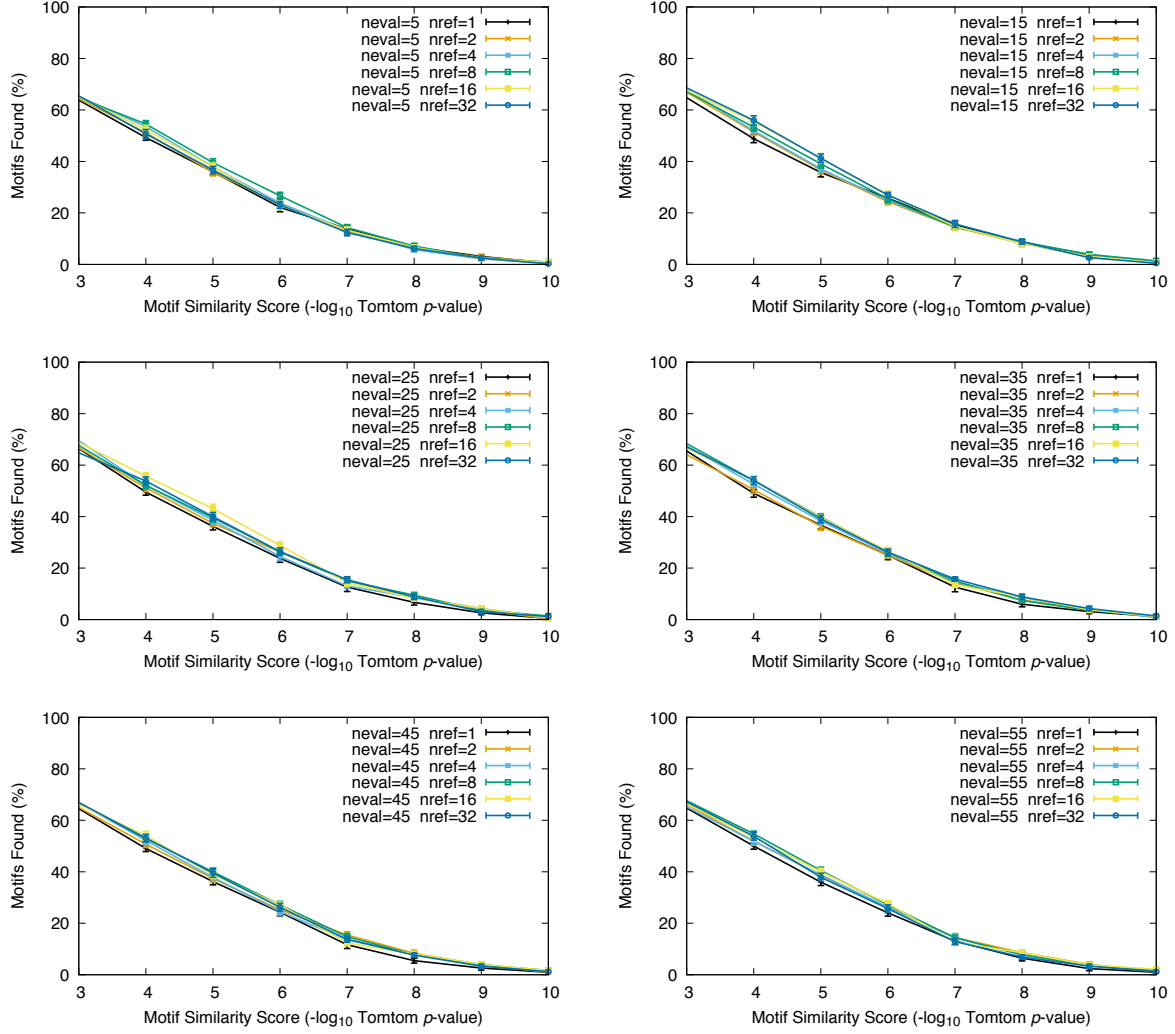 Motifs Found (%)
100
80
60
40
20
0
neval=5 nref=1
neval=5 nref=2
neval=5 nref=4
neval=5 nref=8
neval=5 nref=16
neval=5 nref=32
3 4 5 6 7 8 9 10
Motif Similarity Score (-log10 Tomtom p-value)
Motifs Found (%)
100
80
60
40
20
0
neval=15 nref=1
neval=15 nref=2
neval=15 nref=4
neval=15 nref=8
neval=15 nref=16
neval=15 nref=32
3 4 5 6 7 8 9 10
Motif Similarity Score (-log10 Tomtom p-value)
Motifs Found (%)
100
80
60
40
20
0
neval=25 nref=1
neval=25 nref=2
neval=25 nref=4
neval=25 nref=8
neval=25 nref=16
neval=25 nref=32
3 4 5 6 7 8 9 10
Motif Similarity Score (-log10 Tomtom p-value)
Motifs Found (%)
100
80
60
40
20
0
neval=35 nref=1
neval=35 nref=2
neval=35 nref=4
neval=35 nref=8
neval=35 nref=16
neval=35 nref=32
3 4 5 6 7 8 9 10
Motif Similarity Score (-log10 Tomtom p-value)
Motifs Found (%)
100
80
60
40
20
0
neval=45 nref=1
neval=45 nref=2
neval=45 nref=4
neval=45 nref=8
neval=45 nref=16
neval=45 nref=32
3 4 5 6 7 8 9 10
Motif Similarity Score (-log10 Tomtom p-value)
Motifs Found (%)
100
80
60
40
20
0
neval=55 nref=1
neval=55 nref=2
neval=55 nref=4
neval=55 nref=8
neval=55 nref=16
neval=55 nref=32
3 4 5 6 7 8 9 10
Motif Similarity Score (-log10 Tomtom p-value)